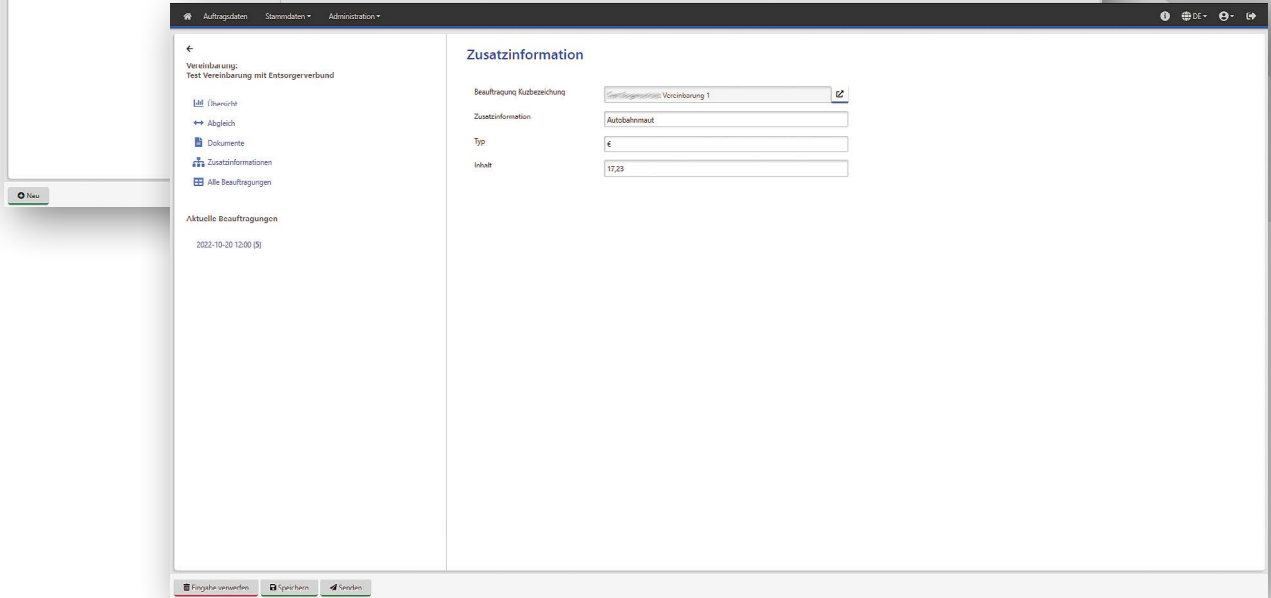 Auftragsdaten Stammdaten Administration DE
Vereinbarung:
Test Vereinbarung mit Entsorgerverbund
Übersicht
Abgleich
Dokumente
Zusatzinformationen
Alle Beauftragungen
Aktuelle Beauftragungen
2022-10-20 12:00 (5)
Zusatzinformation
Beauftragung Kuzbezeichung Vereinbarung 1
Zusatzinformation Autobahnmaut
Typ €
Inhalt 17,23
Neu
Eingabe verwerfen Speichern Senden